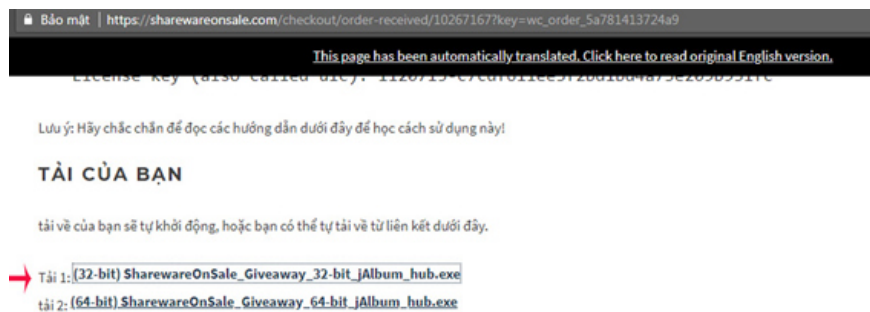 Bảo mật | https://sharewareonsale.com/checkout/order-received/10267167?key=wc_order_5a781413724a9
This page has been automatically translated. Click here to read original English version.
License key (also called
Lưu ý: Hãy chắc chắn để đọc các hướng dẫn dưới đây để học cách sử dụng này!
TẢI CỦA BẠN
tải về của bạn sẽ tự khởi động, hoặc bạn có thể tự tải về từ liên kết dưới đây.
Tải 1: (32-bit) SharewareOnSale_Giveaway_32-bit_jAlbum_hub.exe
tải 2: (64-bit) SharewareOnSale_Giveaway_64-bit_jAlbum_hub.exe